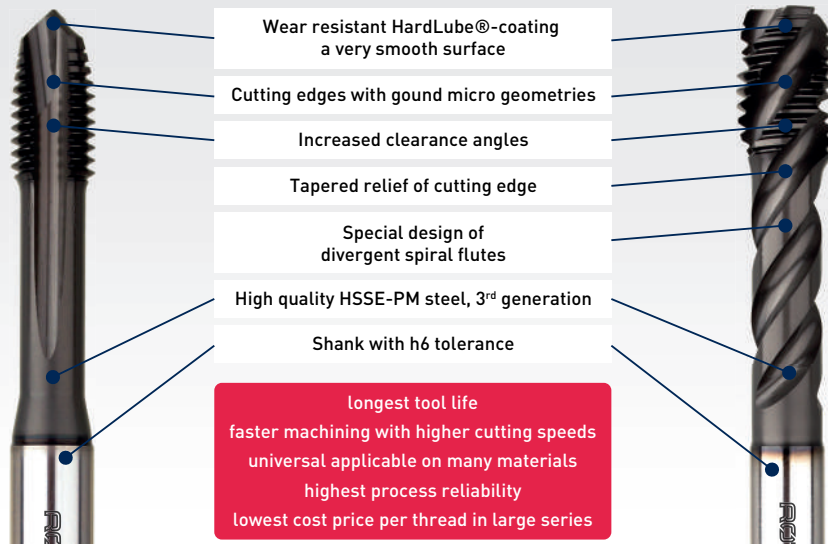 Wear resistant HardLube®-coating
a very smooth surface
Cutting edges with gound micro geometries
Increased clearance angles
Tapered relief of cutting edge
Special design of
divergent spiral flutes
High quality HSSE-PM steel, 3rd generation
Shank with h6 tolerance
longest tool life
faster machining with higher cutting speeds
universal applicable on many materials
highest process reliability
lowest cost price per thread in large series